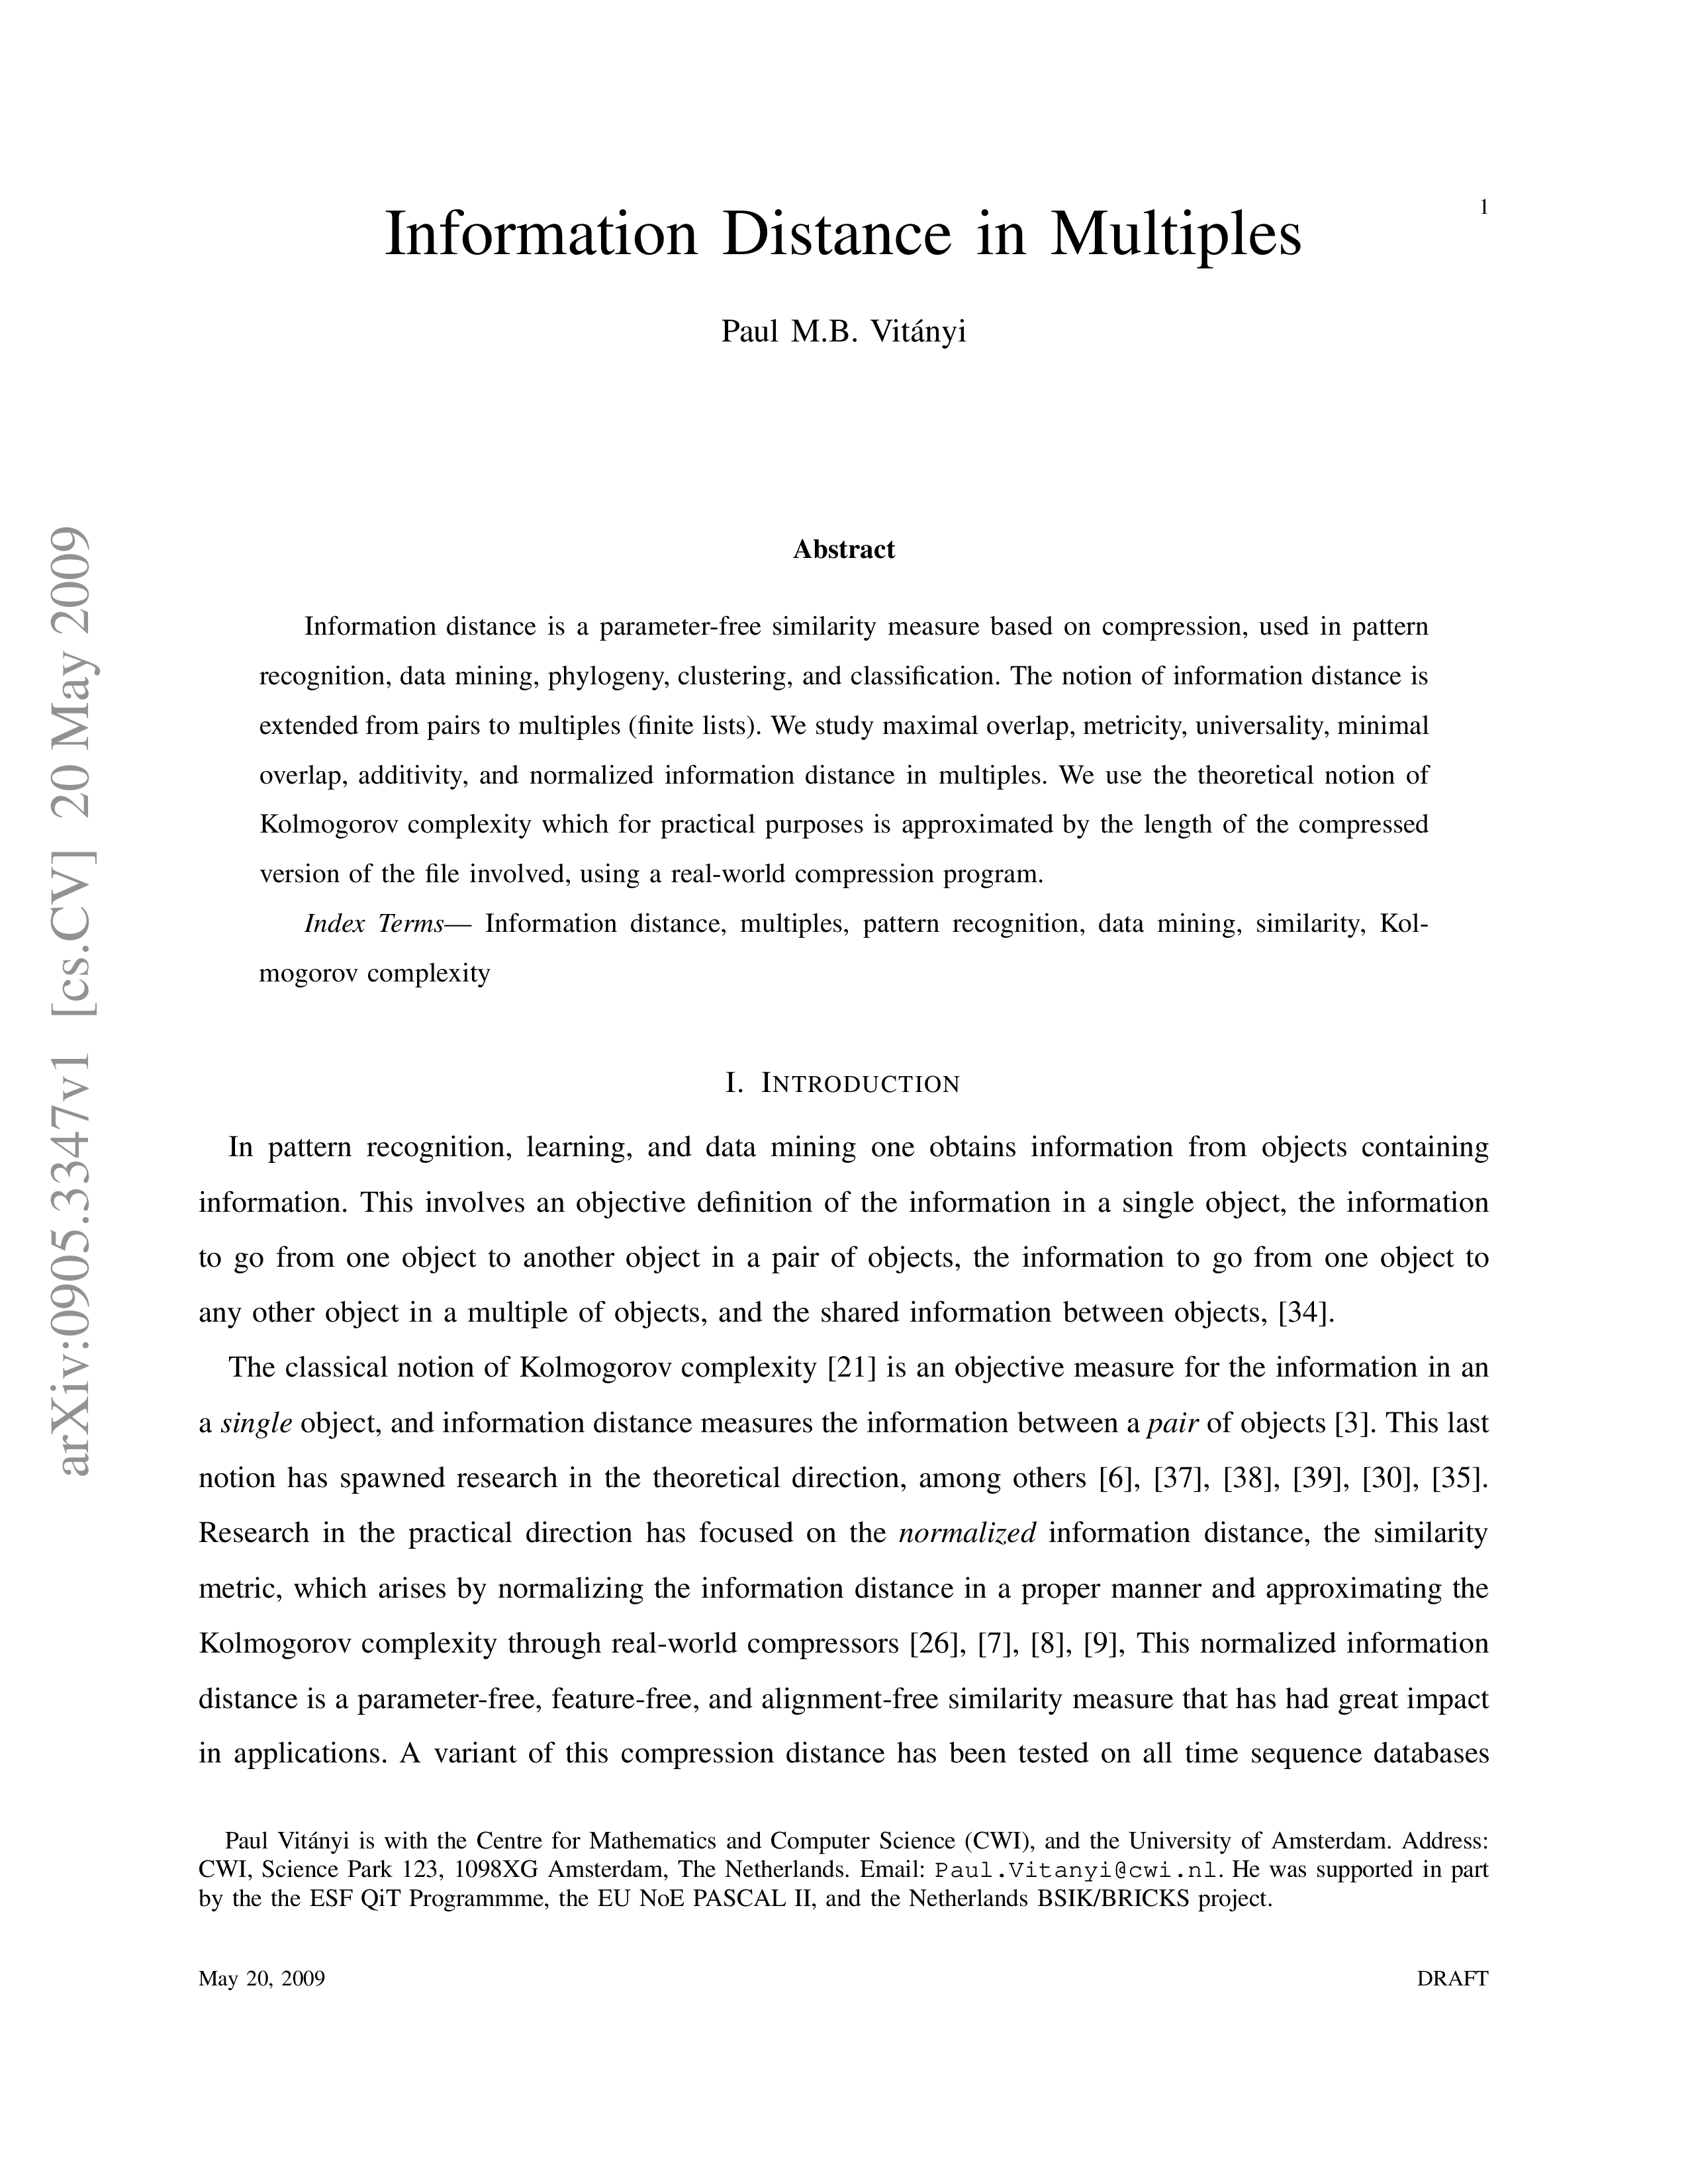 1
Information Distance in Multiples
Paul M.B. Vitányi
arXiv:0905.3347v1 [cs.CV] 20 May 2009
Abstract
Information distance is a parameter-free similarity measure based on compression, used in pattern
recognition, data mining, phylogeny, clustering, and classification. The notion of information distance is
extended from pairs to multiples (finite lists). We study maximal overlap, metricity, universality, minimal
overlap, additivity, and normalized information distance in multiples. We use the theoretical notion of
Kolmogorov complexity which for practical purposes is approximated by the length of the compressed
version of the file involved, using a real-world compression program.
Index Terms— Information distance, multiples, pattern recognition, data mining, similarity, Kol-
mogorov complexity
I. INTRODUCTION
In pattern recognition, learning, and data mining one obtains information from objects containing
information. This involves an objective definition of the information in a single object, the information
to go from one object to another object in a pair of objects, the information to go from one object to
any other object in a multiple of objects, and the shared information between objects, [34].
The classical notion of Kolmogorov complexity [21] is an objective measure for the information in an
a single object, and information distance measures the information between a pair of objects [3]. This last
notion has spawned research in the theoretical direction, among others [6], [37], [38], [39], [30], [35].
Research in the practical direction has focused on the normalized information distance, the similarity
metric, which arises by normalizing the information distance in a proper manner and approximating the
Kolmogorov complexity through real-world compressors [26], [7], [8], [9], This normalized information
distance is a parameter-free, feature-free, and alignment-free similarity measure that has had great impact
in applications. A variant of this compression distance has been tested on all time sequence databases
Paul Vitányi is with the Centre for Mathematics and Computer Science (CWI), and the University of Amsterdam. Address:
CWI, Science Park 123, 1098XG Amsterdam, The Netherlands. Email: Paul.Vitanyi@cwi.nl. He was supported in part
by the the ESF QiT Programmme, the EU NoE PASCAL II, and the Netherlands BSIK/BRICKS project.
May 20, 2009
DRAFT